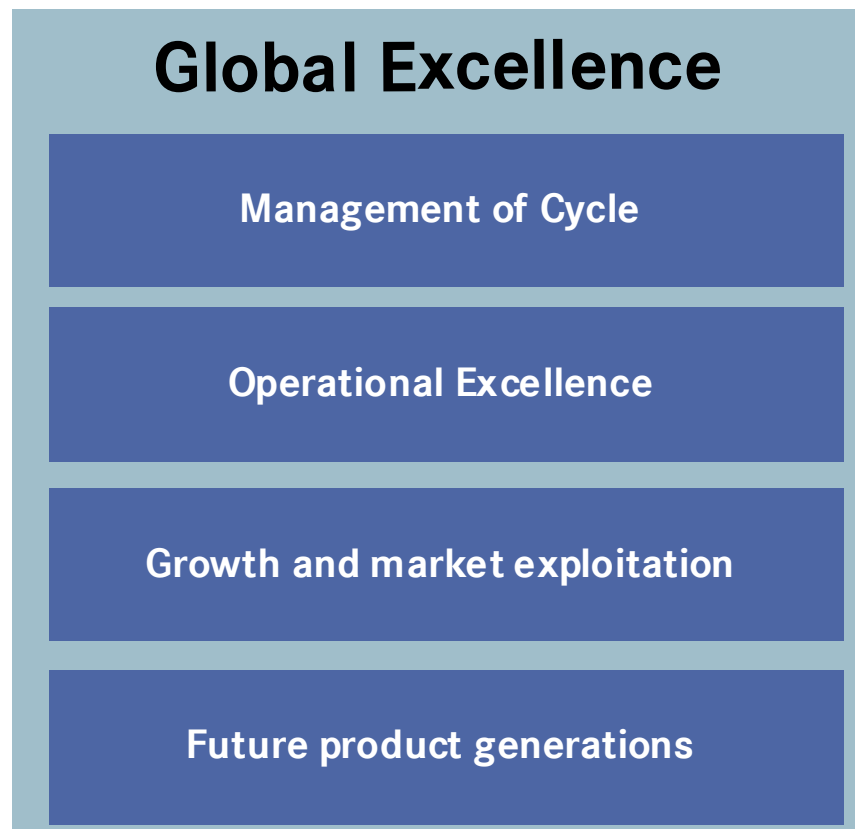 Global Excellence
Management of Cycle
Operational Excellence
Growth and market exploitation
Future product generations